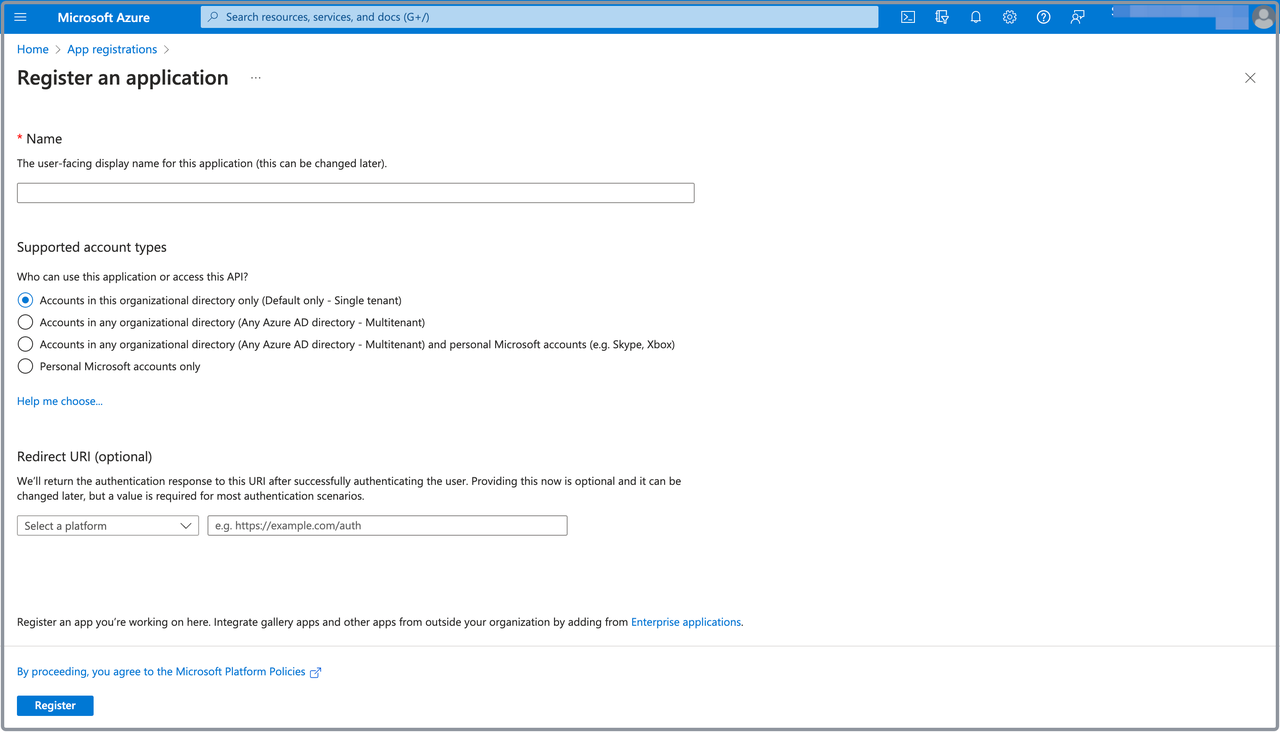 Microsoft Azure
Search resources, services, and docs (G+/)
Home > App registrations >
Register an application ...
* Name
The user-facing display name for this application (this can be changed later).
Supported account types
Who can use this application or access this API?
Accounts in this organizational directory only (Default only - Single tenant)
Accounts in any organizational directory (Any Azure AD directory - Multitenant)
Accounts in any organizational directory (Any Azure AD directory - Multitenant) and personal Microsoft accounts (e.g. Skype, Xbox)
Personal Microsoft accounts only
Help me choose...
Redirect URI (optional)
We'll return the authentication response to this URI after successfully authenticating the user. Providing this now is optional and it can be
changed later, but a value is required for most authentication scenarios.
Select a platform
e.g. https://example.com/auth
Register an app you're working on here. Integrate gallery apps and other apps from outside your organization by adding from Enterprise applications.
By proceeding, you agree to the Microsoft Platform Policies
Register